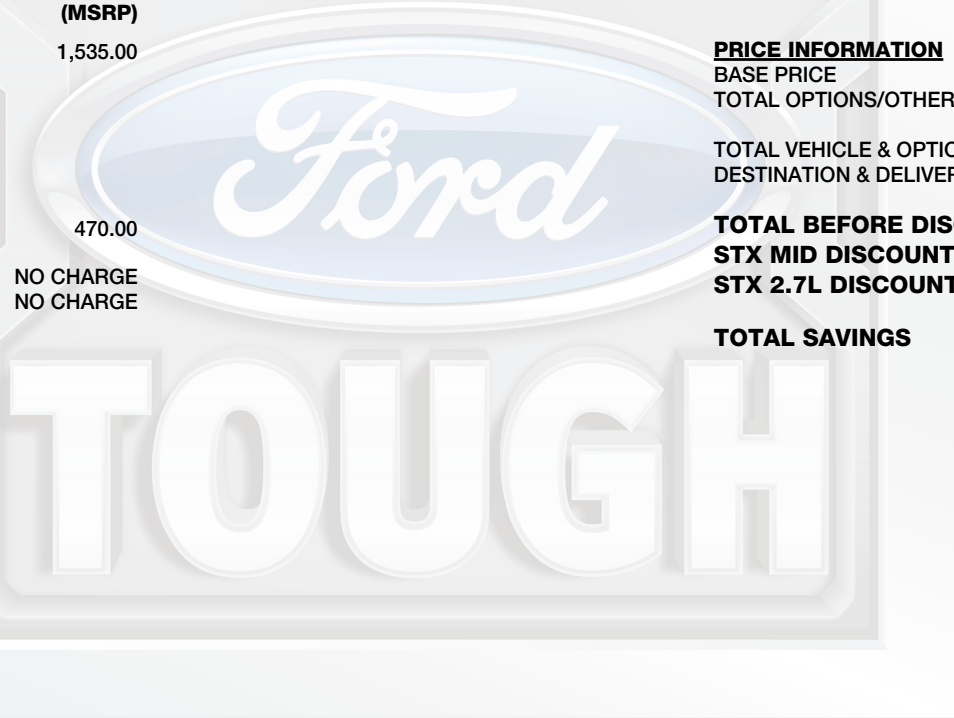 (MSRP)
1,535.00
470.00
NO CHARGE
NO CHARGE
PRICE INFORMATION
BASE PRICE
TOTAL OPTIONS/OTHER
TOTAL VEHICLE & OPTIO
DESTINATION & DELIVER
TOTAL BEFORE DIS
STX MID DISCOUNT
STX 2.7L DISCOUNT
TOTAL SAVINGS
Ford
TOUGH